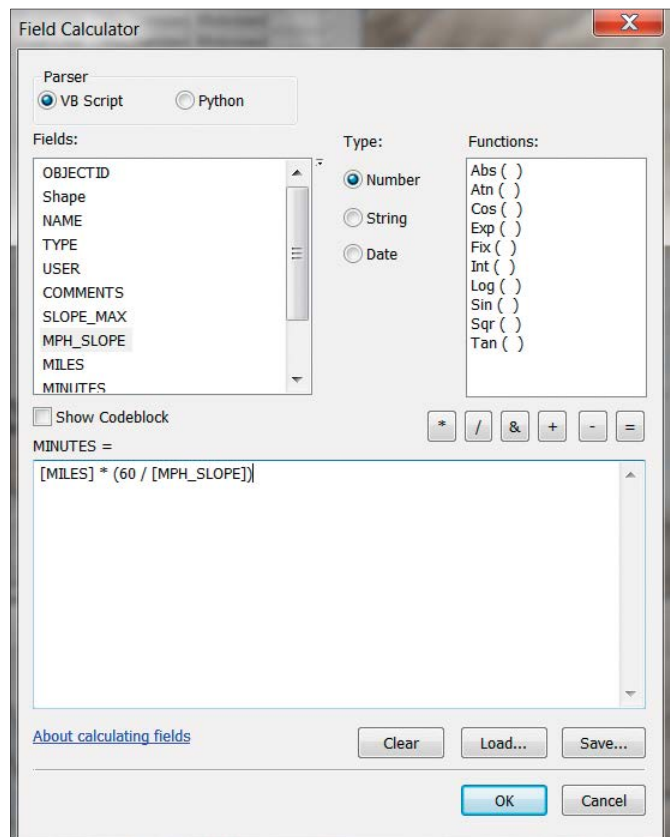 Field Calculator
Parser
VB Script Python
Fields: Type: Functions:
OBJECTID
Shape
NAME
TYPE
USER
COMMENTS
SLOPE_MAX
MPH_SLOPE
MILES
MINUTES
Number
String
Date
Abs ( )
Atn ( )
Cos ( )
Exp ( )
Fix ( )
Int ( )
Log ( )
Sin ( )
Sqr ( )
Tan ( )
Show Codeblock
* / & + - =
MINUTES =
[MILES] * (60 / [MPH_SLOPE])
About calculating fields Clear Load... Save...
OK Cancel